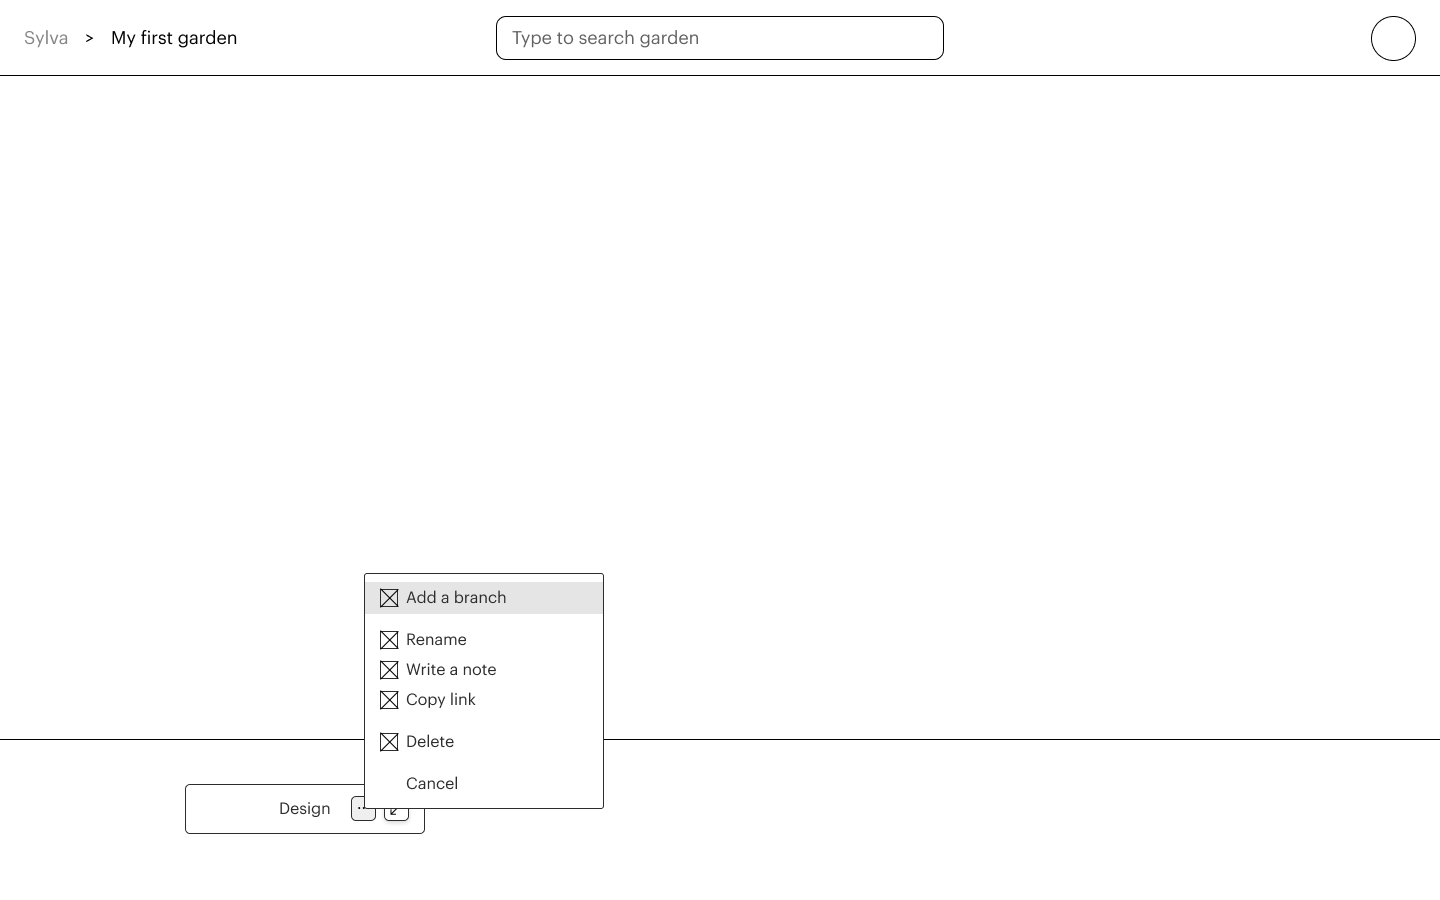 Sylva > My first garden
Type to search garden
Add a branch
Rename
Write a note
Copy link
Delete
Cancel
Design